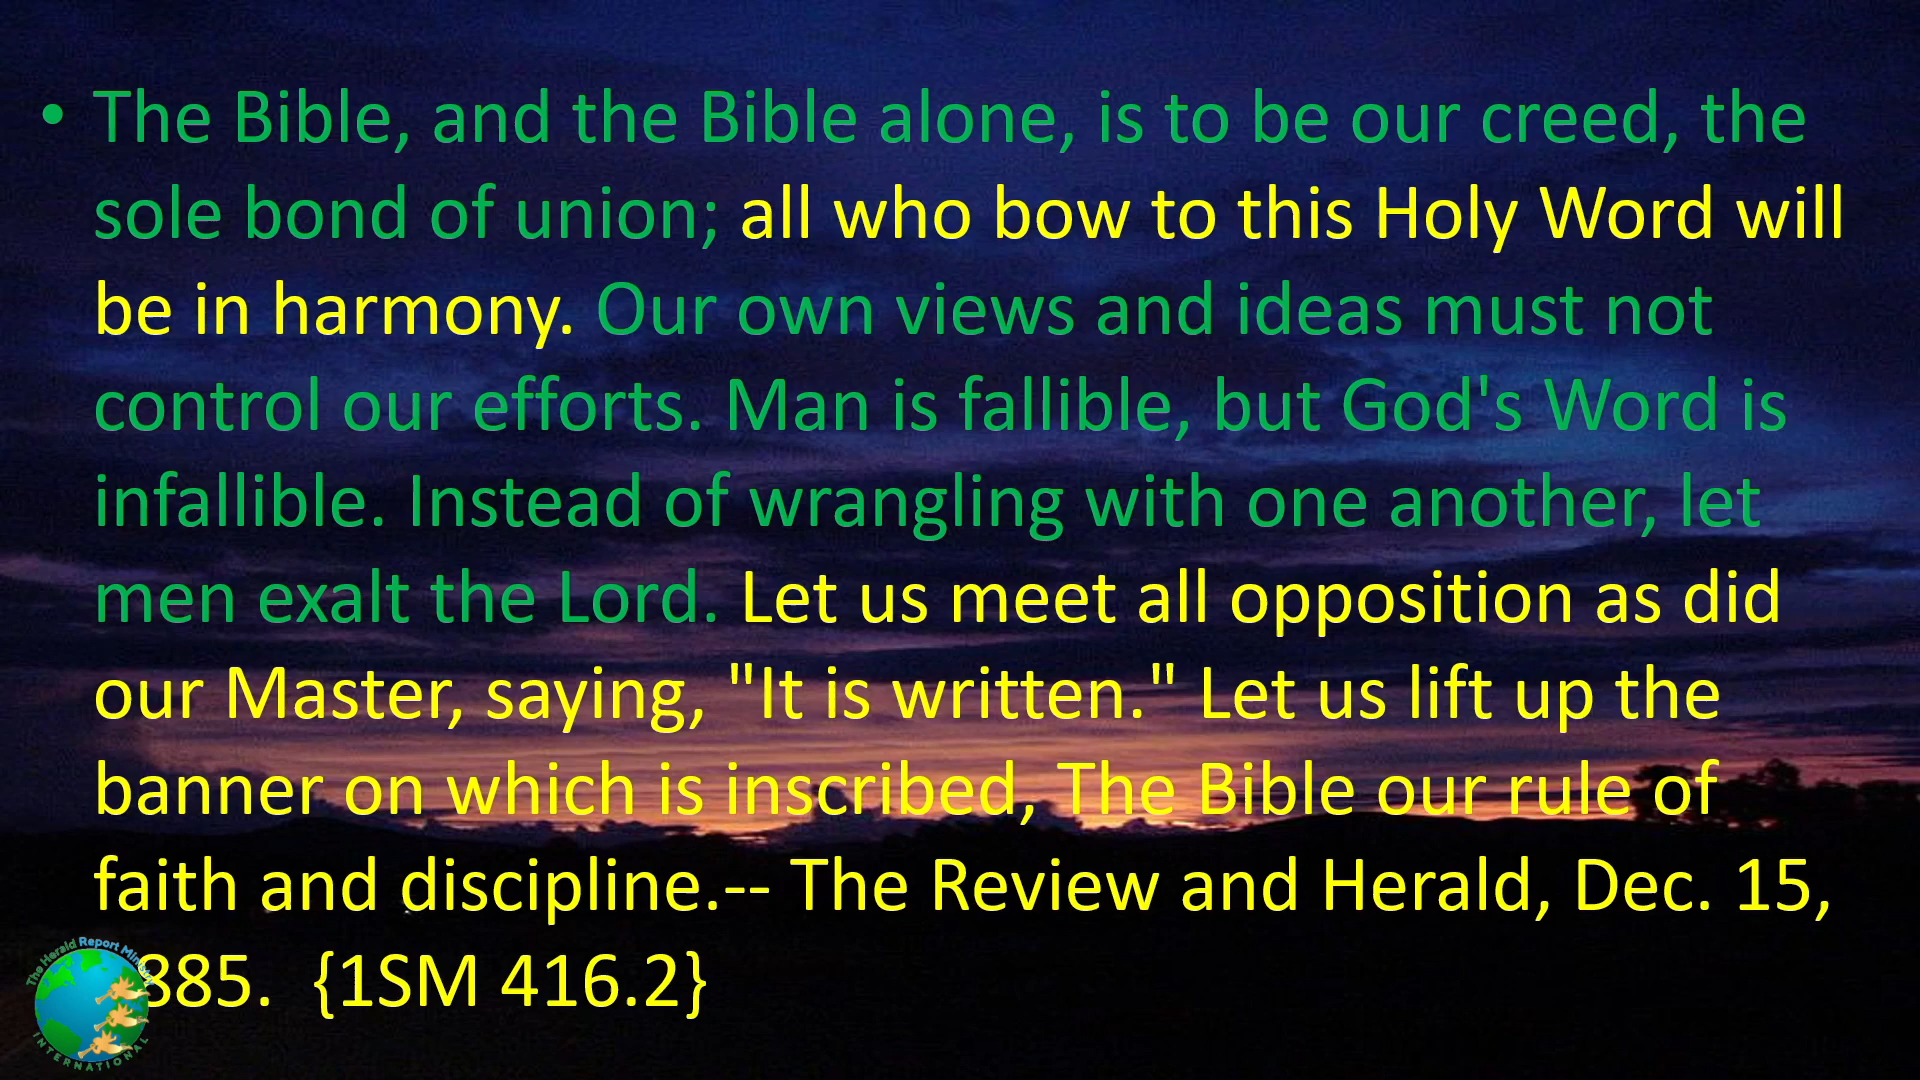 • The Bible, and the Bible alone, is to be our creed, the
sole bond of union; all who bow to this Holy Word will
be in harmony. Our own views and ideas must not
control our efforts. Man is fallible, but God's Word is
infallible. Instead of wrangling with one another, let
men exalt the Lord. Let us meet all opposition as did
our Master, saying, "It is written." Let us lift up the
banner on which is inscribed, The Bible our rule of
faith and discipline.-- The Review and Herald, Dec. 15,
885.  {1SM 416.2}
The Herald Report
INTERNATIONAL